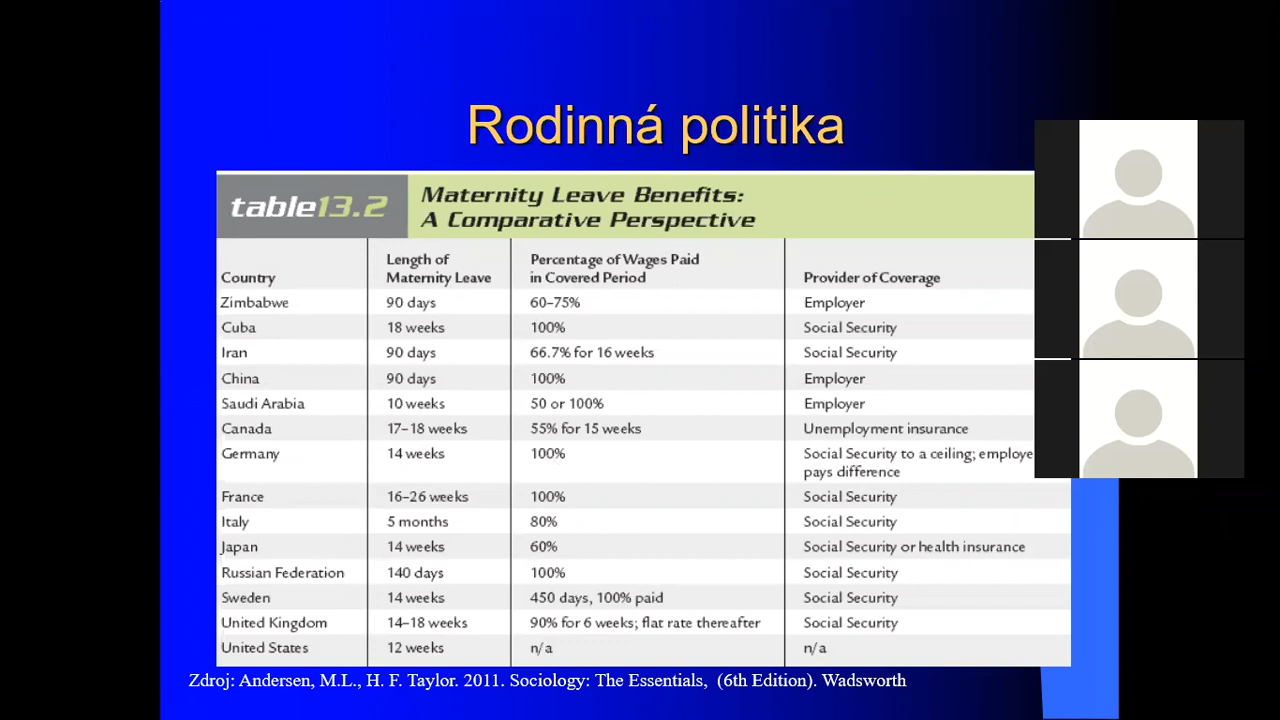 Rodinná politika
table13.2
Maternity Leave Benefits:
A Comparative Perspective
Country Length of Maternity Leave Percentage of Wages Paid in Covered Period Provider of Coverage
Zimbabwe 90 days 60–75% Employer
Cuba 18 weeks 100% Social Security
Iran 90 days 66.7% for 16 weeks Social Security
China 90 days 100% Employer
Saudi Arabia 10 weeks 50 or 100% Employer
Canada 17–18 weeks 55% for 15 weeks Unemployment insurance
Germany 14 weeks 100% Social Security to a ceiling; employe
pays difference
France 16–26 weeks 100% Social Security
Italy 5 months 80% Social Security
Japan 14 weeks 60% Social Security or health insurance
Russian Federation 140 days 100% Social Security
Sweden 14 weeks 450 days, 100% paid Social Security
United Kingdom 14–18 weeks 90% for 6 weeks; flat rate thereafter Social Security
United States 12 weeks n/a n/a
Zdroj: Andersen, M.L., H. F. Taylor. 2011. Sociology: The Essentials, (6th Edition). Wadsworth